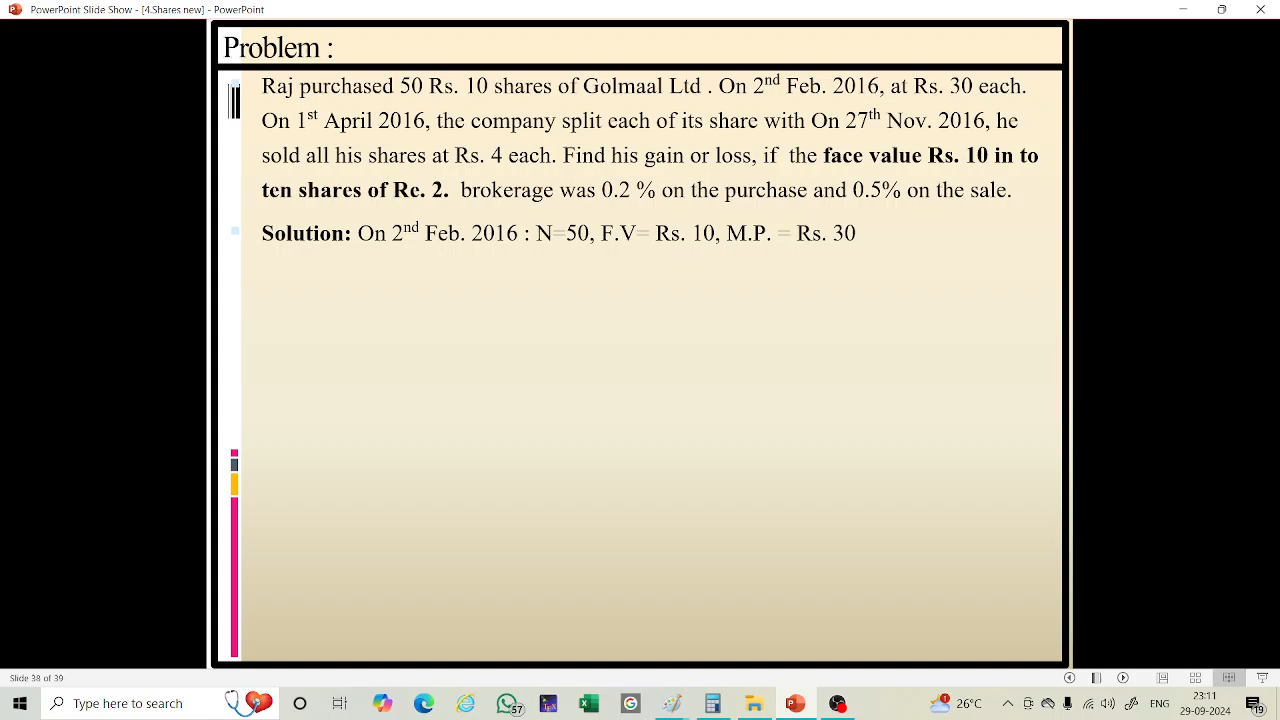 PowerPoint Slide Show - [4.Shares new] - PowerPoint
Problem :
Raj purchased 50 Rs. 10 shares of Golmaal Ltd . On 2nd Feb. 2016, at Rs. 30 each.
On 1st April 2016, the company split each of its share with On 27th Nov. 2016, he
sold all his shares at Rs. 4 each. Find his gain or loss, if the face value Rs. 10 in to
ten shares of Re. 2. brokerage was 0.2 % on the purchase and 0.5% on the sale.
Solution: On 2nd Feb. 2016 : N=50, F.V= Rs. 10, M.P. = Rs. 30
Slide 38 of 39
Type here to search
57
26°C
ENG
23:11
29-09-2024
19